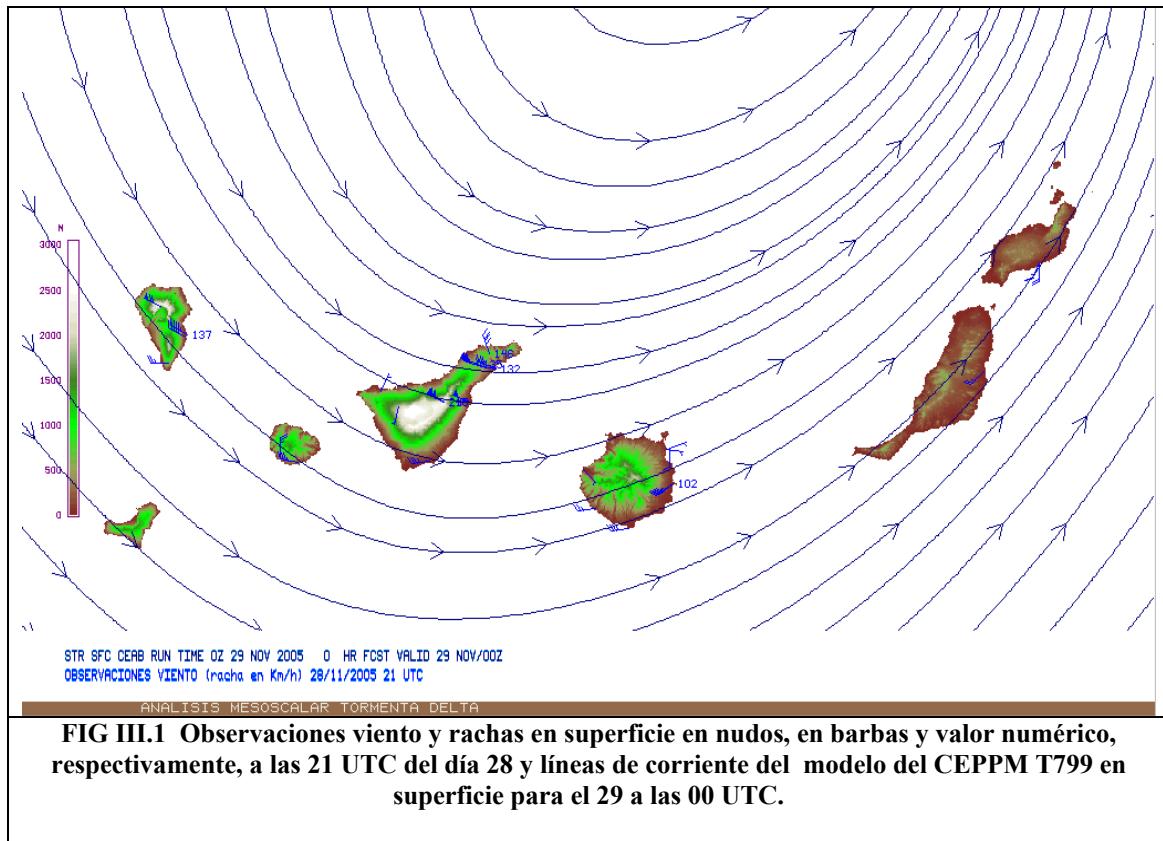 M
3000
2500
2000
1500
1000
500
0
137
146
132
102
STR SFC CEAB RUN TIME 0Z 29 NOV 2005 0 HR FCST VALID 29 NOV/00Z
OBSERVACIONES VIENTO (racha en Km/h) 28/11/2005 21 UTC
ANALISIS MESOSCALAR TORMENTA DELTA
FIG III.1 Observaciones viento y rachas en superficie en nudos, en barbas y valor numérico,
respectivamente, a las 21 UTC del día 28 y líneas de corriente del modelo del CEPPM T799 en
superficie para el 29 a las 00 UTC.